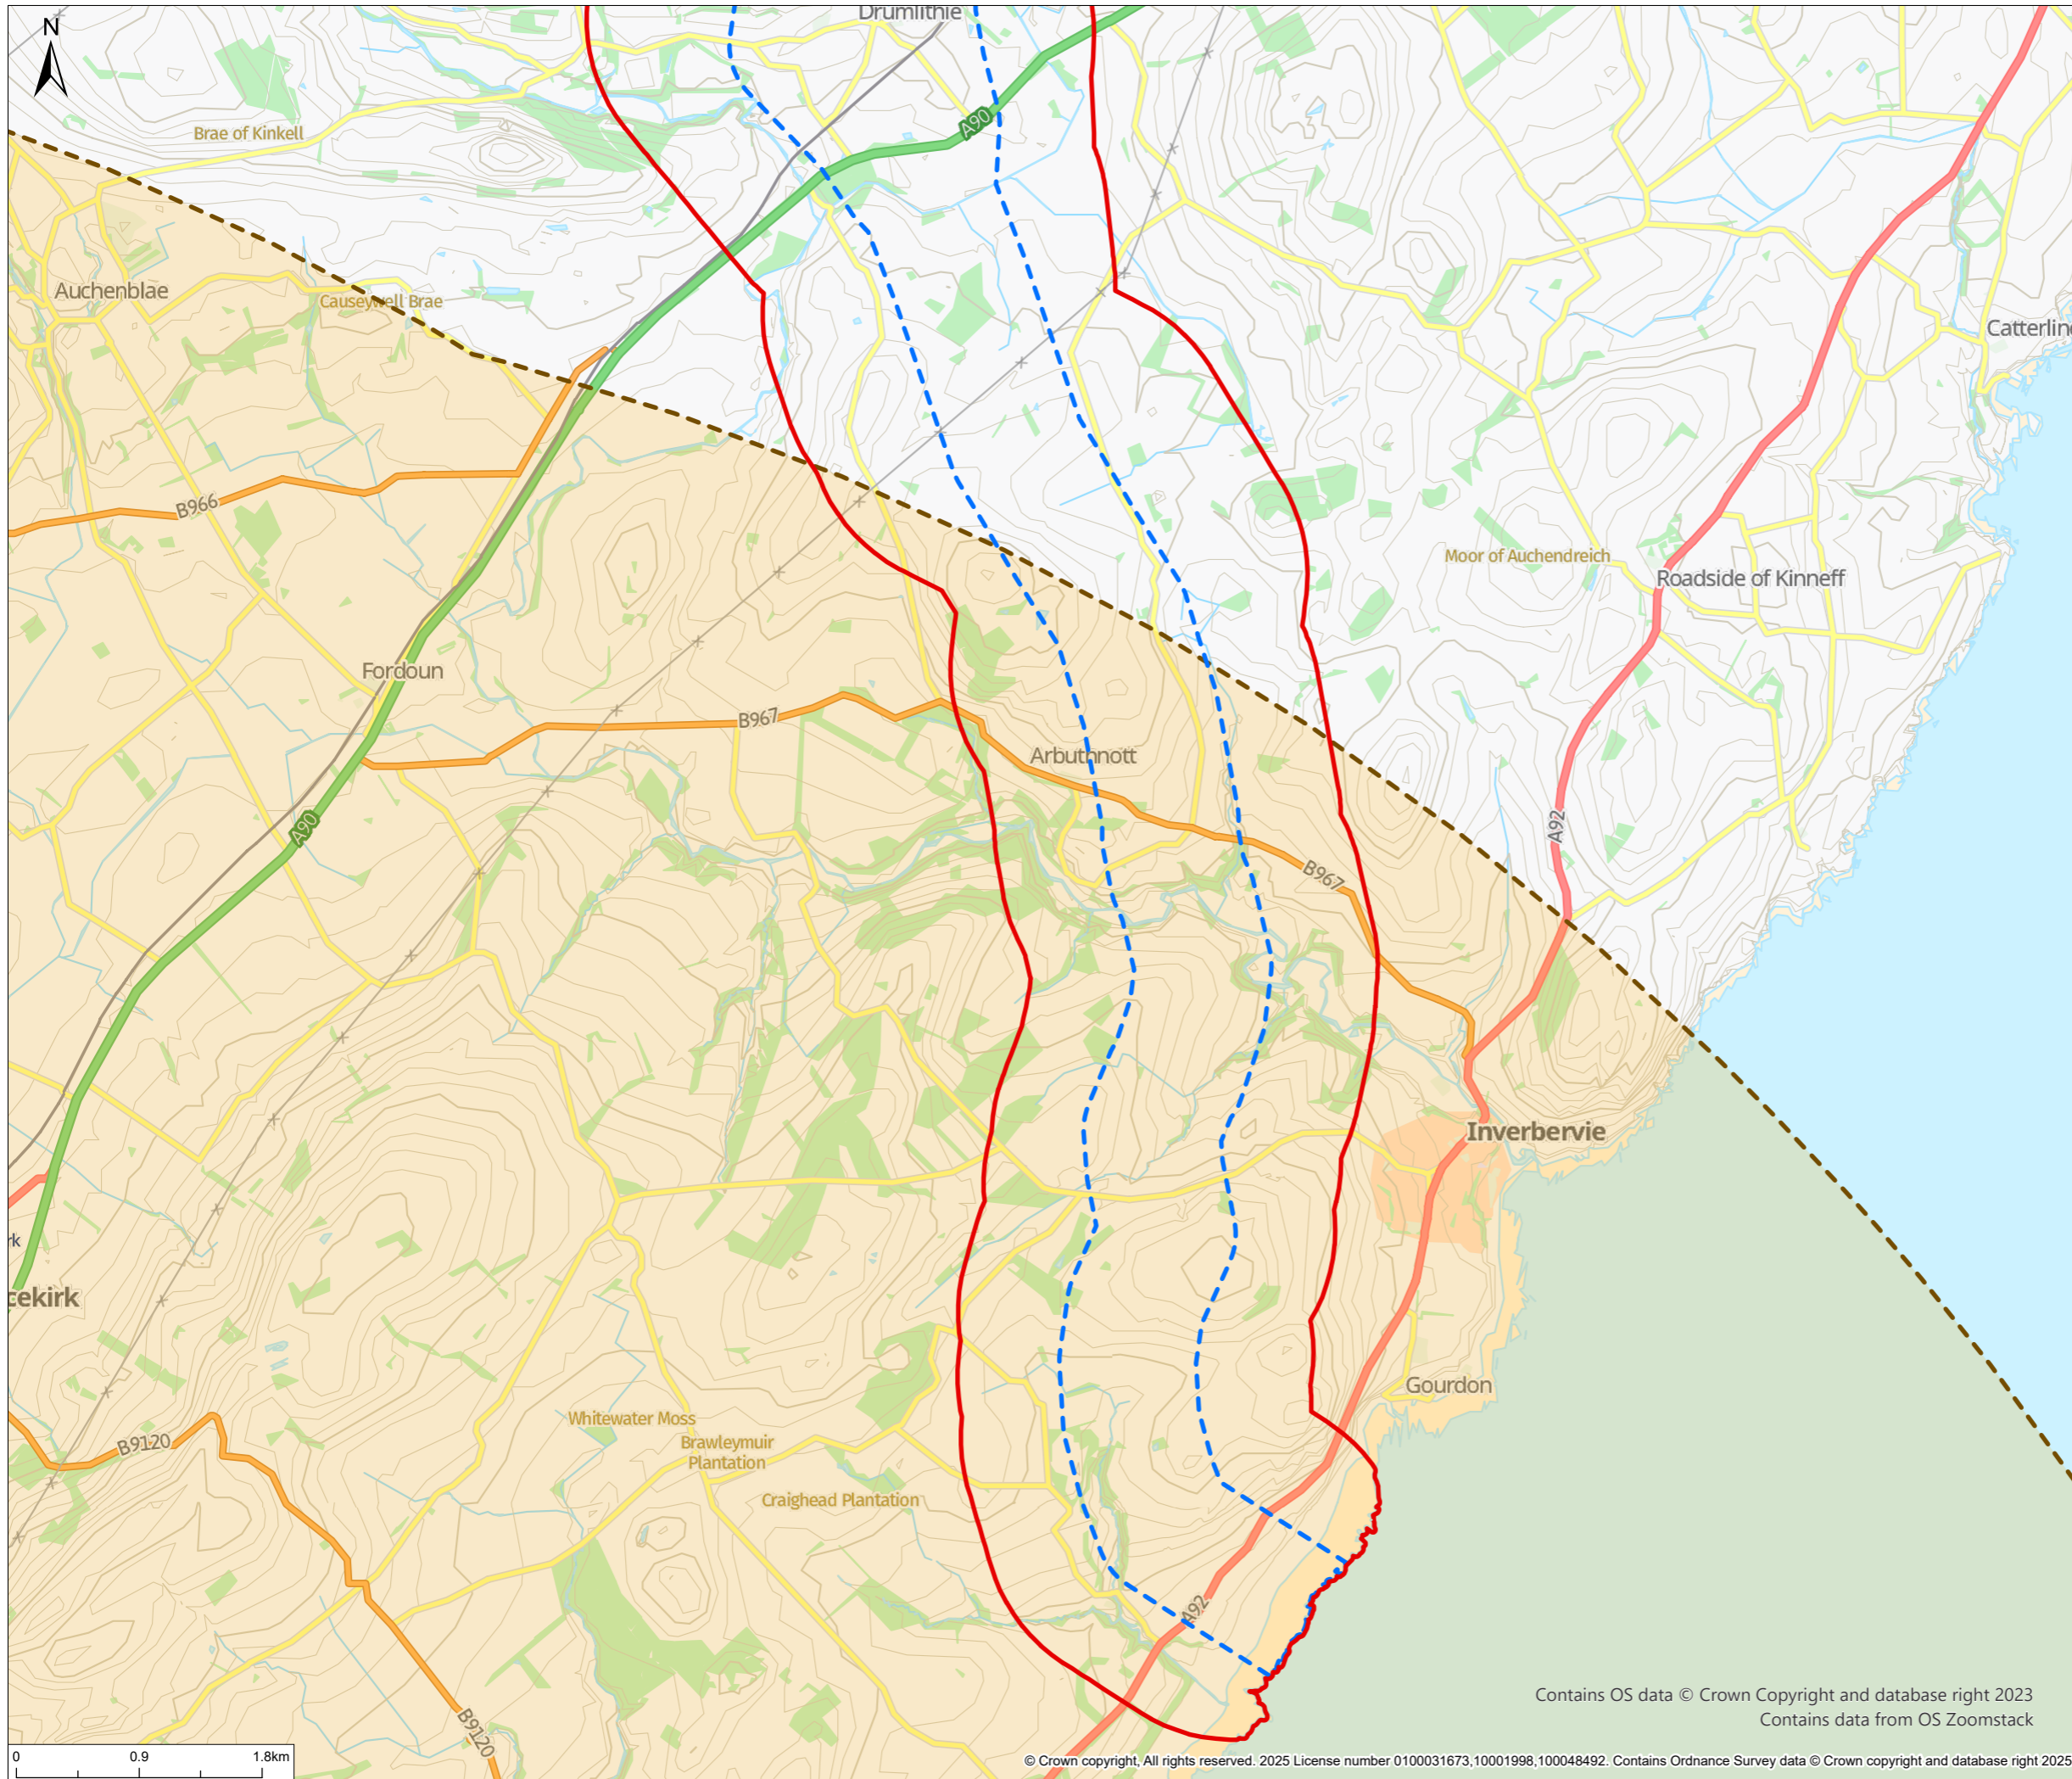 Drumlithie
N
A90
Brae of Kinkell
Auchenblae
Causeywell Brae
Catterlin
B966
Moor of Auchendreich
Roadside of Kinneff
Fordoun
B967
Arbuthnott
A90
A92
B967
Inverbervie
rk
cekirk
Gourdon
Whitewater Moss
B9120
Brawleymuir
Plantation
Craighead Plantation
A92
Contains OS data © Crown Copyright and database right 2023
Contains data from OS Zoomstack
B9120
0 0.9 1.8km
© Crown copyright, All rights reserved. 2025 License number 0100031673,10001998,100048492. Contains Ordnance Survey data © Crown copyright and database right 2025